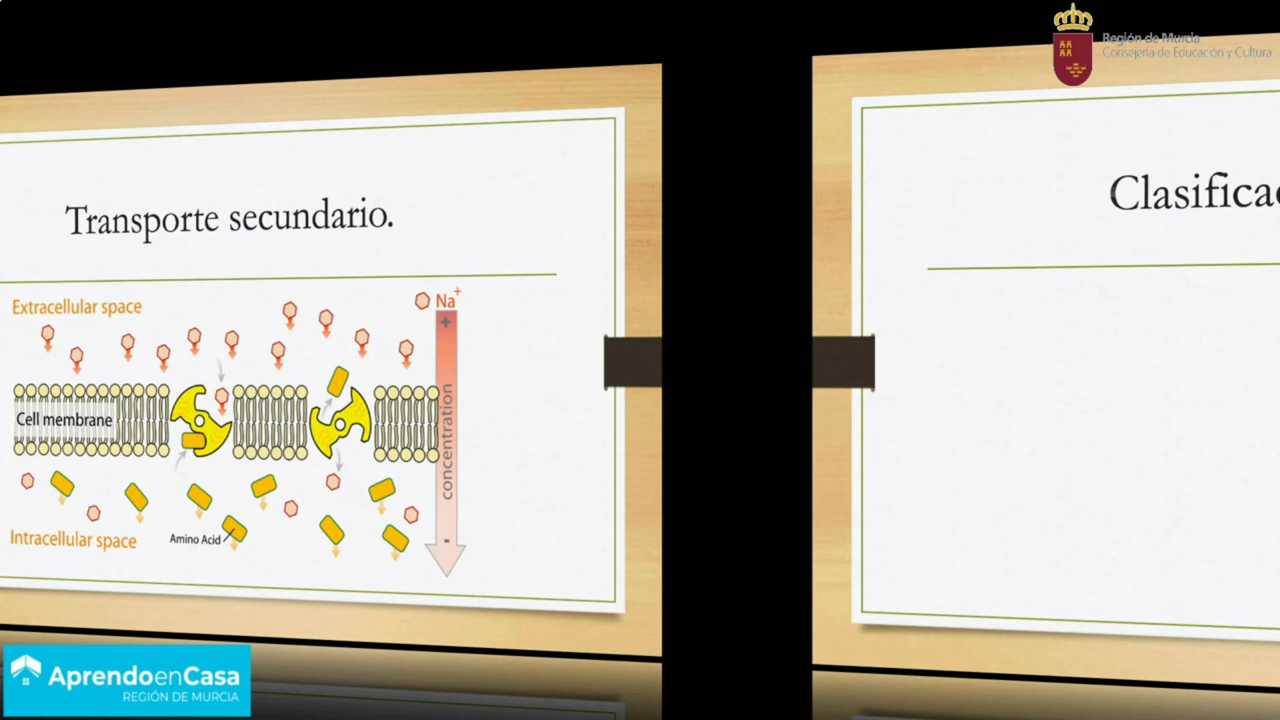 Región de Murcia
Consejería de Educación y Cultura
Transporte secundario.
Extracellular space
Na+
+
Cell membrane
concentration
Intracellular space
Amino Acid
-
Clasifica
AprendoenCasa
REGIÓN DE MURCIA